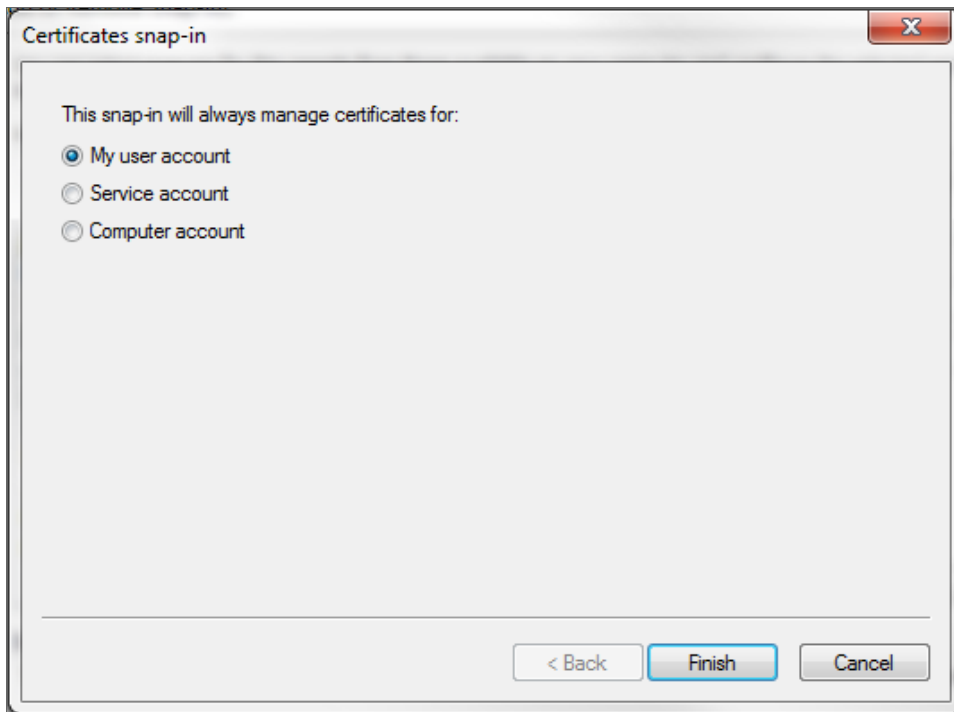 Certificates snap-in
This snap-in will always manage certificates for:
My user account
Service account
Computer account
< Back
Finish
Cancel